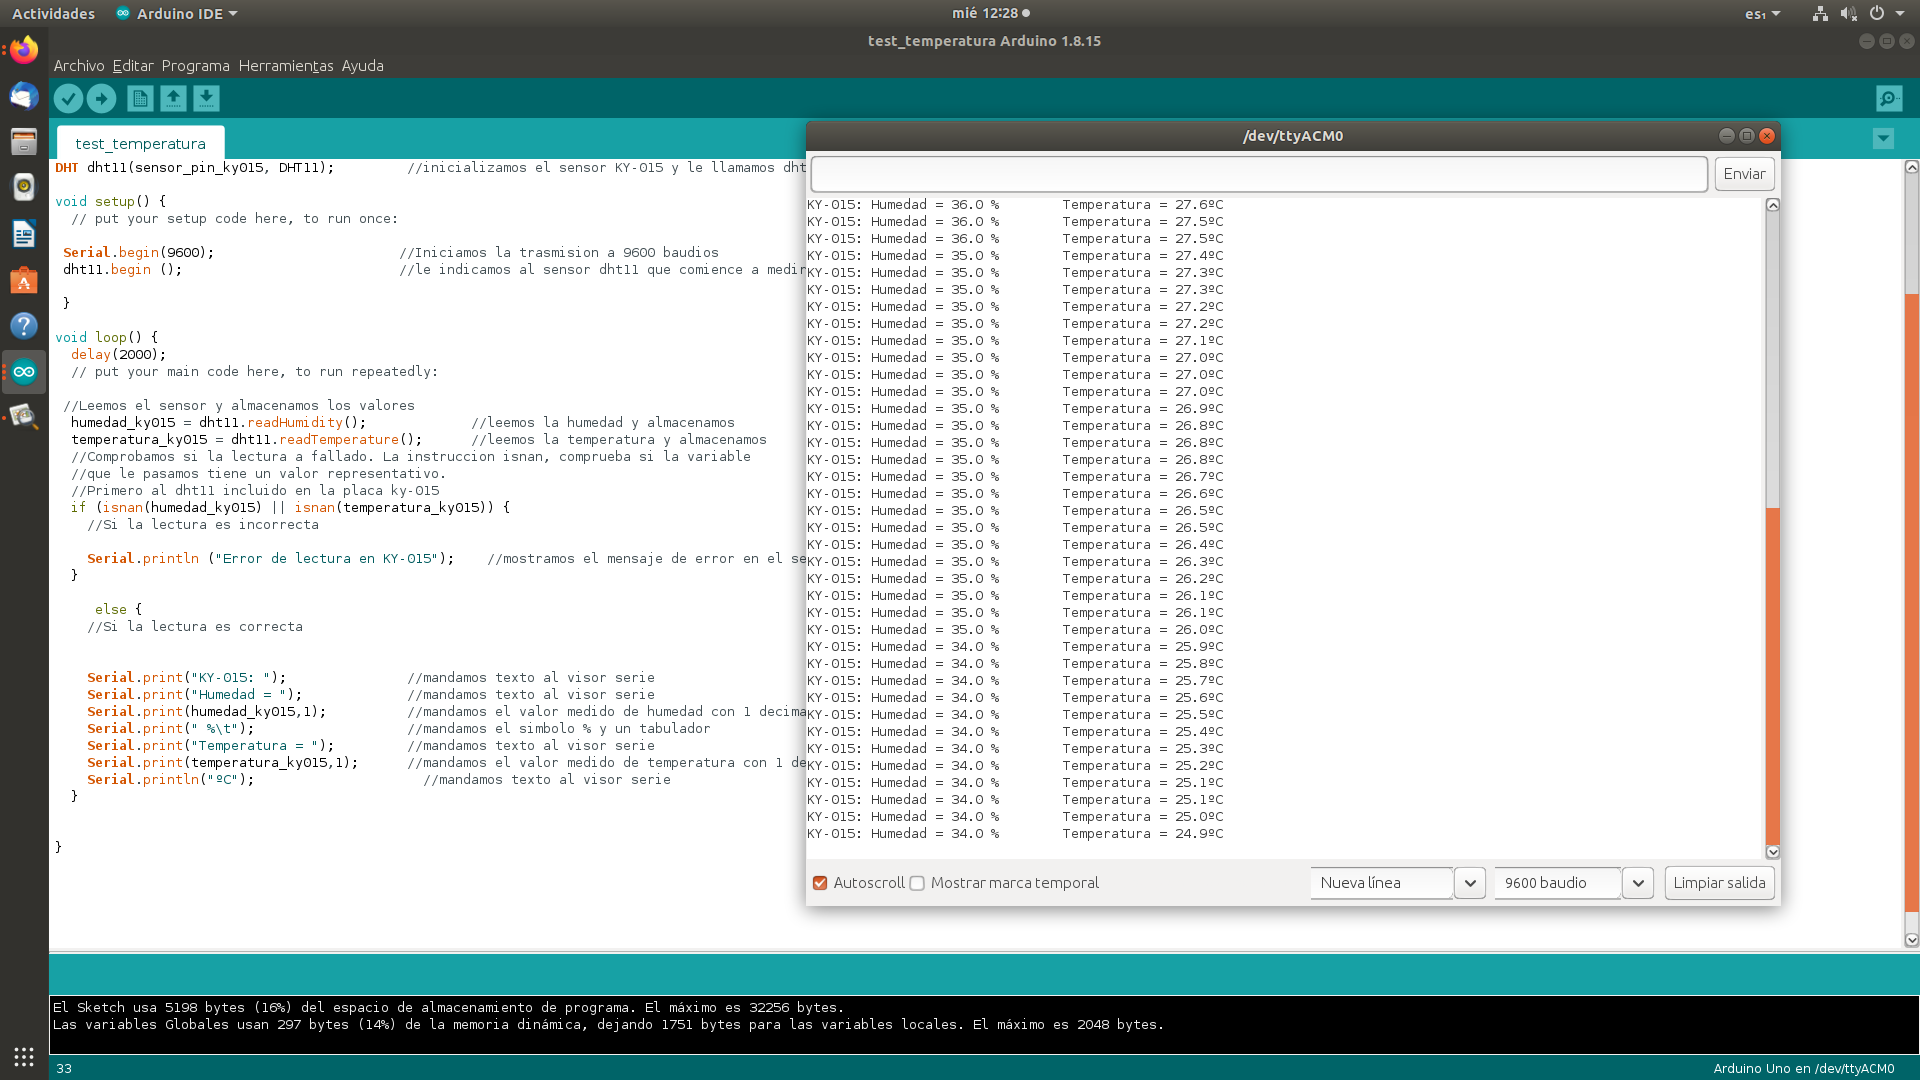 Actividades Arduino IDE mié 12:28 es₁
test_temperatura Arduino 1.8.15
Archivo Editar Programa Herramientas Ayuda
test_temperatura
DHT dht11(sensor_pin_ky015, DHT11); //inicializamos el sensor KY-015 y le llamamos dht
void setup() {
// put your setup code here, to run once:
Serial.begin(9600); //Iniciamos la trasmision a 9600 baudios
dht11.begin (); //le indicamos al sensor dht11 que comience a medir
}
void loop() {
delay(2000);
// put your main code here, to run repeatedly:
//Leemos el sensor y almacenamos los valores
humedad_ky015 = dht11.readHumidity(); //leemos la humedad y almacenamos
temperatura_ky015 = dht11.readTemperature(); //leemos la temperatura y almacenamos
//Comprobamos si la lectura a fallado. La instruccion isnan, comprueba si la variable
//que le pasamos tiene un valor representativo.
//Primero al dht11 incluido en la placa ky-015
if (isnan(humedad_ky015) || isnan(temperatura_ky015)) {
//Si la lectura es incorrecta
Serial.println ("Error de lectura en KY-015"); //mostramos el mensaje de error en el se
}
else {
//Si la lectura es correcta
Serial.print("KY-015: "); //mandamos texto al visor serie
Serial.print("Humedad = "); //mandamos texto al visor serie
Serial.print(humedad_ky015,1); //mandamos el valor medido de humedad con 1 decima
Serial.print(" %\t"); //mandamos el simbolo % y un tabulador
Serial.print("Temperatura = "); //mandamos texto al visor serie
Serial.print(temperatura_ky015,1); //mandamos el valor medido de temperatura con 1 de
Serial.println("ºC"); //mandamos texto al visor serie
}
}
/dev/ttyACM0
Enviar
KY-015: Humedad = 36.0 % Temperatura = 27.6ºC
KY-015: Humedad = 36.0 % Temperatura = 27.5ºC
KY-015: Humedad = 36.0 % Temperatura = 27.5ºC
KY-015: Humedad = 35.0 % Temperatura = 27.4ºC
KY-015: Humedad = 35.0 % Temperatura = 27.3ºC
KY-015: Humedad = 35.0 % Temperatura = 27.3ºC
KY-015: Humedad = 35.0 % Temperatura = 27.2ºC
KY-015: Humedad = 35.0 % Temperatura = 27.2ºC
KY-015: Humedad = 35.0 % Temperatura = 27.1ºC
KY-015: Humedad = 35.0 % Temperatura = 27.0ºC
KY-015: Humedad = 35.0 % Temperatura = 27.0ºC
KY-015: Humedad = 35.0 % Temperatura = 27.0ºC
KY-015: Humedad = 35.0 % Temperatura = 26.9ºC
KY-015: Humedad = 35.0 % Temperatura = 26.8ºC
KY-015: Humedad = 35.0 % Temperatura = 26.8ºC
KY-015: Humedad = 35.0 % Temperatura = 26.8ºC
KY-015: Humedad = 35.0 % Temperatura = 26.7ºC
KY-015: Humedad = 35.0 % Temperatura = 26.6ºC
KY-015: Humedad = 35.0 % Temperatura = 26.5ºC
KY-015: Humedad = 35.0 % Temperatura = 26.5ºC
KY-015: Humedad = 35.0 % Temperatura = 26.4ºC
KY-015: Humedad = 35.0 % Temperatura = 26.3ºC
KY-015: Humedad = 35.0 % Temperatura = 26.2ºC
KY-015: Humedad = 35.0 % Temperatura = 26.1ºC
KY-015: Humedad = 35.0 % Temperatura = 26.1ºC
KY-015: Humedad = 35.0 % Temperatura = 26.0ºC
KY-015: Humedad = 34.0 % Temperatura = 25.9ºC
KY-015: Humedad = 34.0 % Temperatura = 25.8ºC
KY-015: Humedad = 34.0 % Temperatura = 25.7ºC
KY-015: Humedad = 34.0 % Temperatura = 25.6ºC
KY-015: Humedad = 34.0 % Temperatura = 25.5ºC
KY-015: Humedad = 34.0 % Temperatura = 25.4ºC
KY-015: Humedad = 34.0 % Temperatura = 25.3ºC
KY-015: Humedad = 34.0 % Temperatura = 25.2ºC
KY-015: Humedad = 34.0 % Temperatura = 25.1ºC
KY-015: Humedad = 34.0 % Temperatura = 25.1ºC
KY-015: Humedad = 34.0 % Temperatura = 25.0ºC
KY-015: Humedad = 34.0 % Temperatura = 24.9ºC
Autoscroll Mostrar marca temporal Nueva línea 9600 baudio Limpiar salida
El Sketch usa 5198 bytes (16%) del espacio de almacenamiento de programa. El máximo es 32256 bytes.
Las variables Globales usan 297 bytes (14%) de la memoria dinámica, dejando 1751 bytes para las variables locales. El máximo es 2048 bytes.
33 Arduino Uno en /dev/ttyACM0